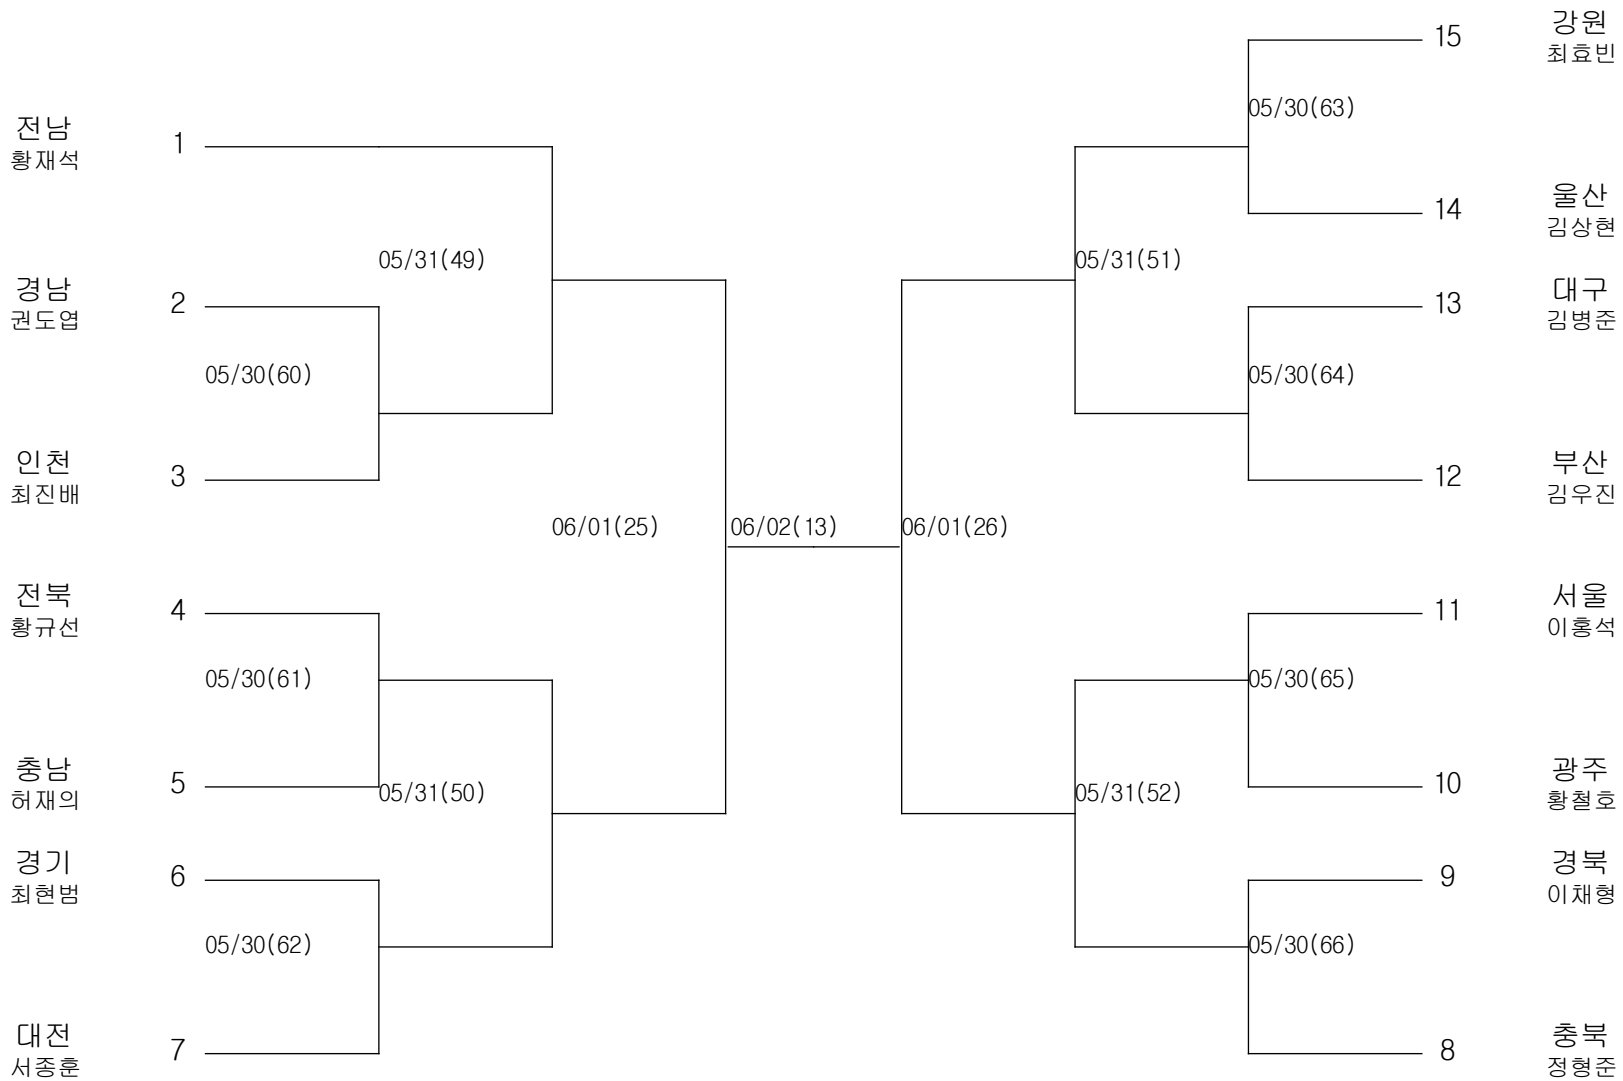 15
강원
최효빈
05/30(63)
전남
황재석
1
14
울산
김상현
05/31(49)
05/31(51)
경남
권도엽
2
13
대구
김병준
05/30(60)
05/30(64)
인천
최진배
3
12
부산
김우진
06/01(25)
06/02(13)
06/01(26)
전북
황규선
4
11
서울
이홍석
05/30(61)
05/30(65)
충남
허재의
5
05/31(50)
05/31(52)
10
광주
황철호
경기
최현범
6
9
경북
이채형
05/30(62)
05/30(66)
대전
서종훈
7
8
충북
정형준